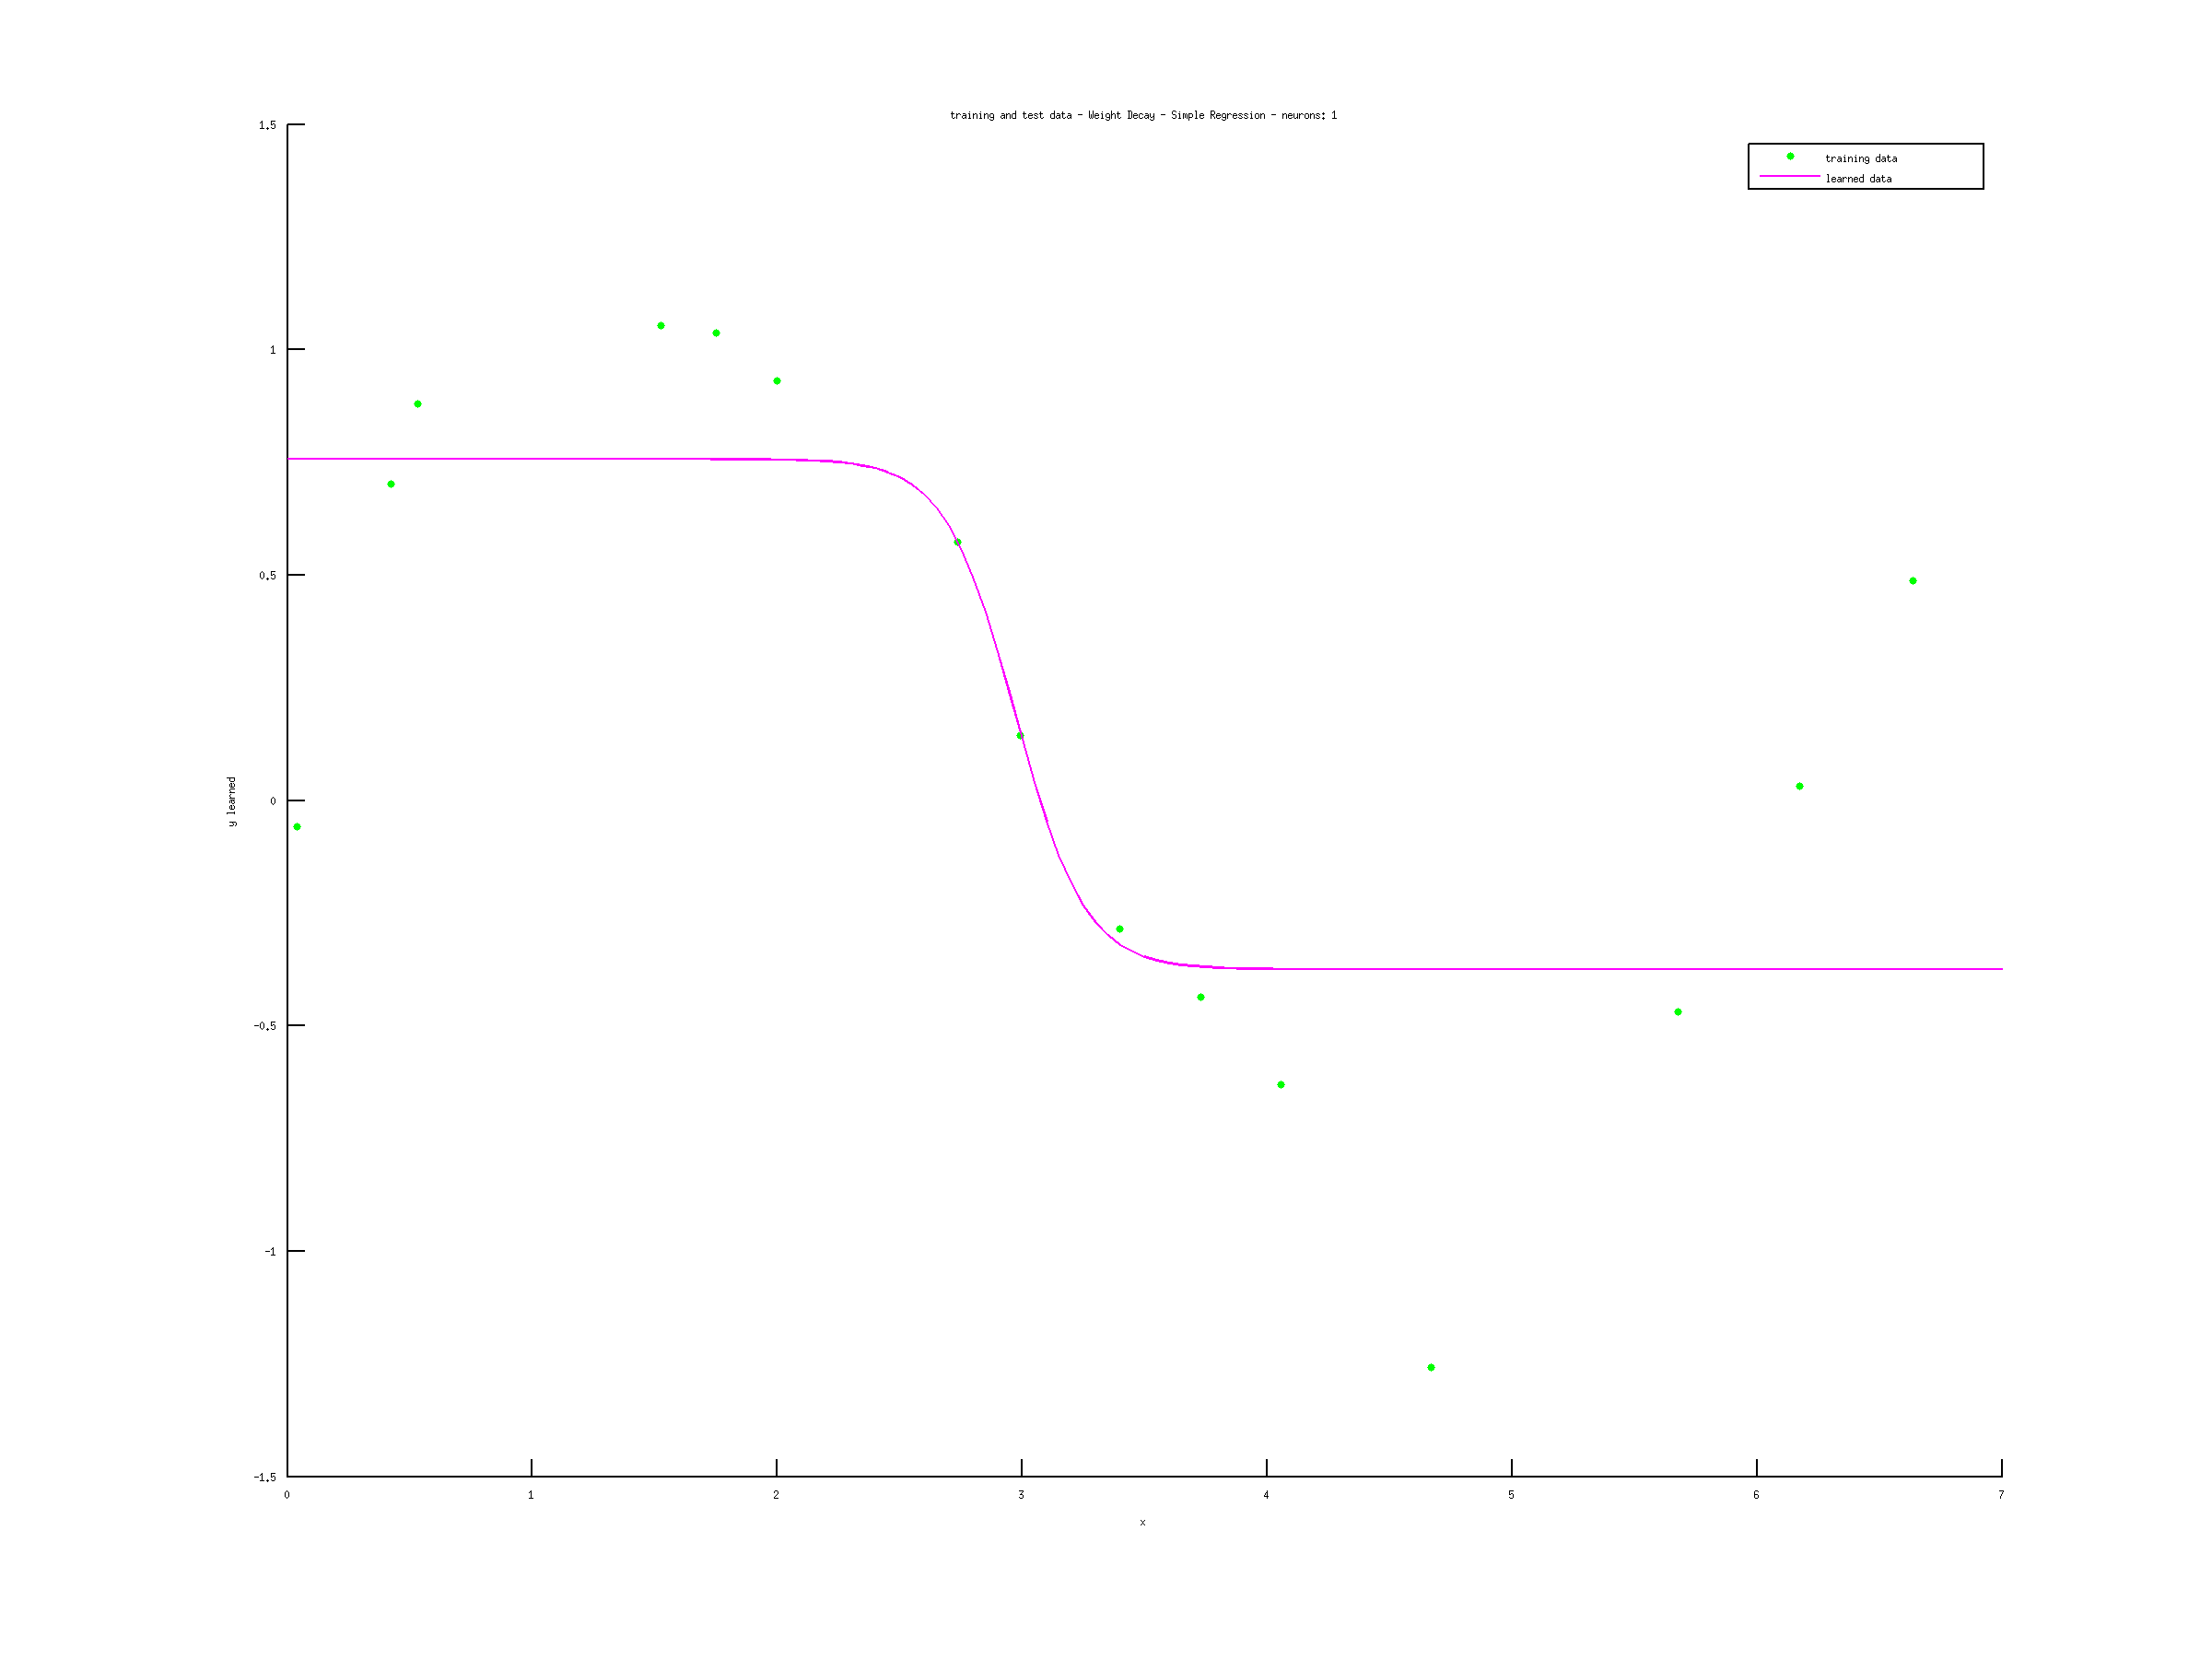 training and test data - Weight Decay - Simple Regression - neurons: 1
training data
learned data
1.5
1
0.5
0
-0.5
-1
-1.5
y learned
0 1 2 3 4 5 6 7
x